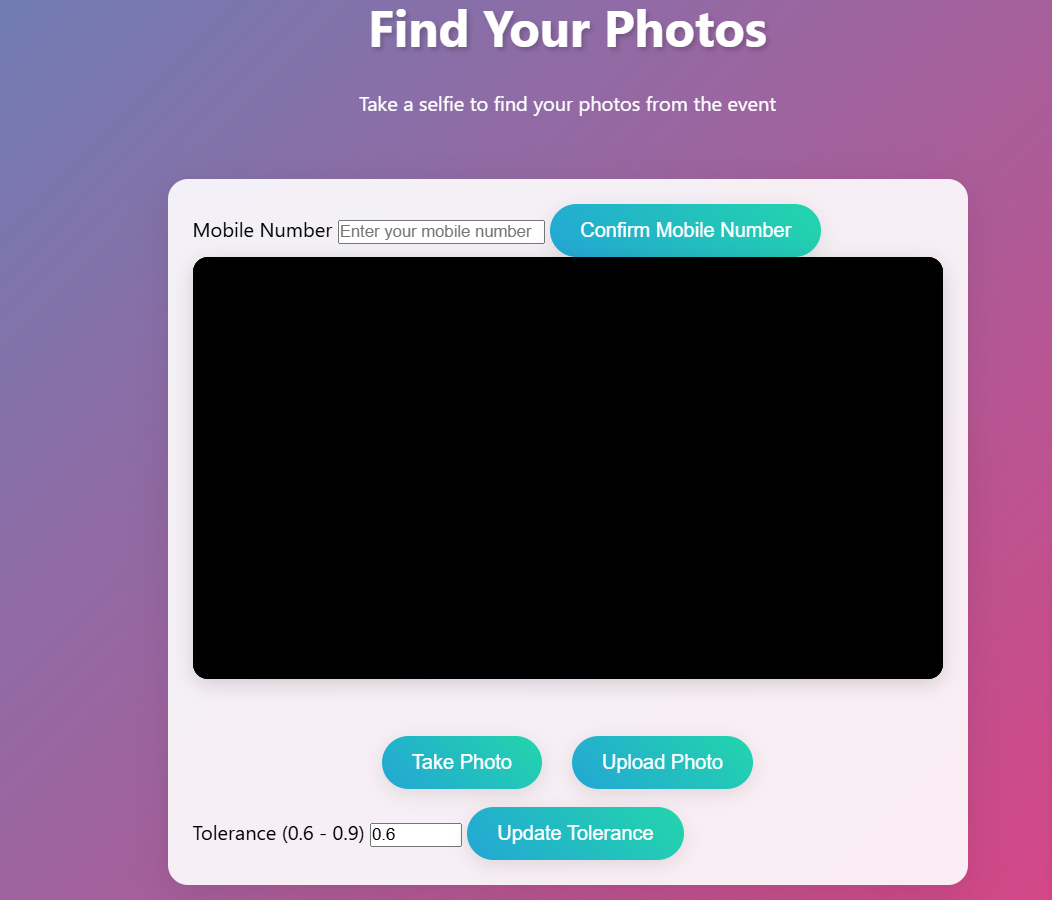 Find Your Photos
Take a selfie to find your photos from the event
Mobile Number Enter your mobile number Confirm Mobile Number
Take Photo Upload Photo
Tolerance (0.6 - 0.9) 0.6 Update Tolerance